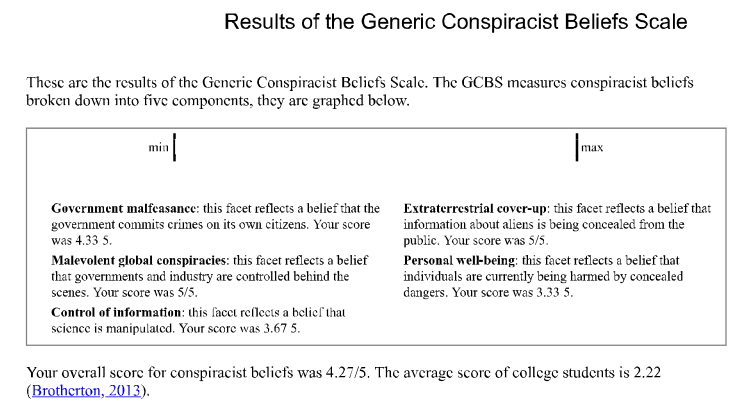 Results of the Generic Conspiracist Beliefs Scale
These are the results of the Generic Conspiracist Beliefs Scale. The GCBS measures conspiracist beliefs
broken down into five components, they are graphed below.
min
max
Government malfeasance: this facet reflects a belief that the
government commits crimes on its own citizens. Your score
was 4.33 5.
Malevolent global conspiracies: this facet reflects a belief
that governments and industry are controlled behind the
scenes. Your score was 5/5.
Control of information: this facet reflects a belief that
science is manipulated. Your score was 3.67 5.
Extraterrestrial cover-up: this facet reflects a belief that
information about aliens is being concealed from the
public. Your score was 5/5.
Personal well-being: this facet reflects a belief that
individuals are currently being harmed by concealed
dangers. Your score was 3.33 5.
Your overall score for conspiracist beliefs was 4.27/5. The average score of college students is 2.22
(Brotherton, 2013).